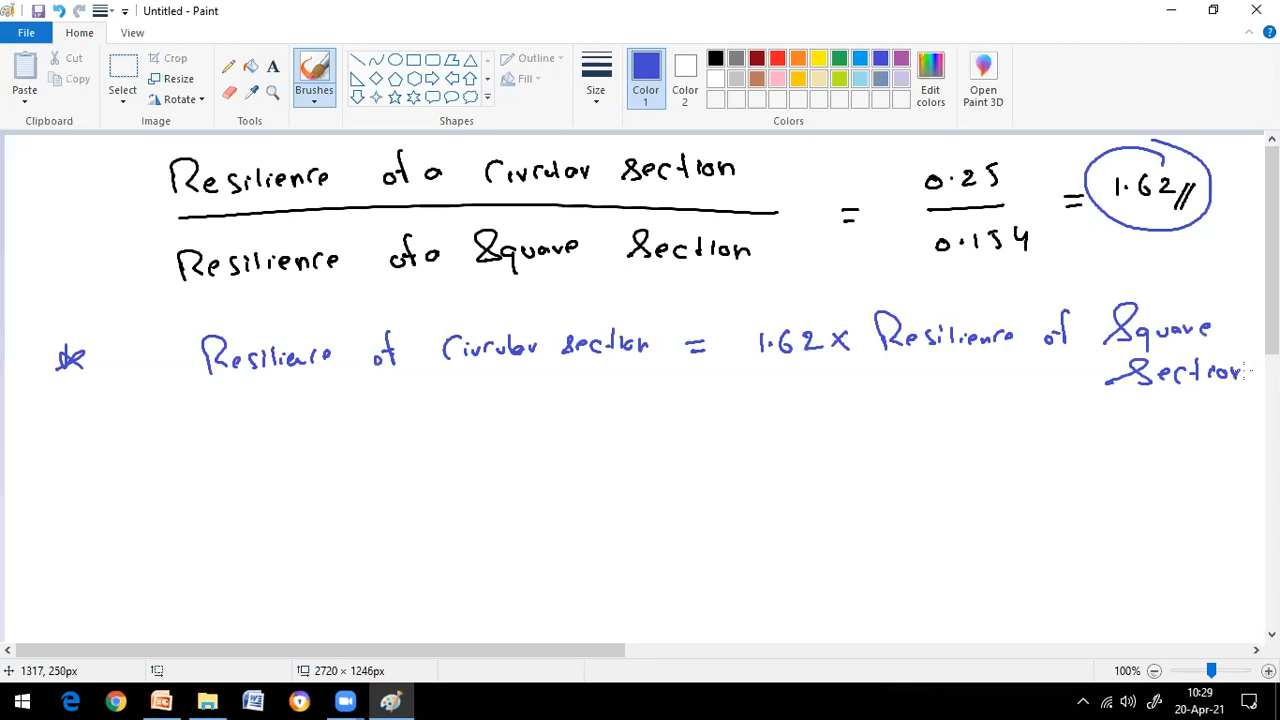 Untitled - Paint
File Home View
Paste Cut Copy Clipboard
Select Crop Resize Rotate Image
Tools
Brushes
Outline Fill Shapes
Size
Color 1 Color 2 Edit colors Colors
Open Paint 3D
Resilience of a Circular section
Resilience of a Square Section
= 0.25 / 0.154 = 1.62
Resilience of Circular section = 1.62 × Resilience of Square
Section
1317, 250px 2720 × 1246px 100%
10:29
20-Apr-21